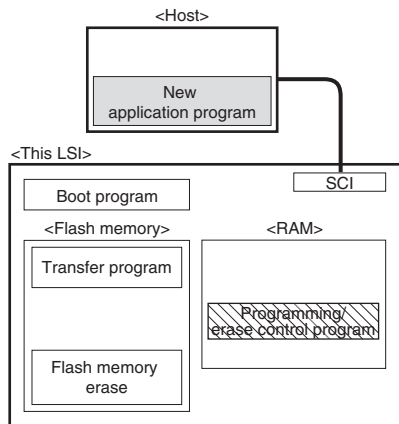 <Host>
New
application program
<This LSI>
SCI
Boot program
<Flash memory>
<RAM>
Transfer program
Programming/
erase control program
Flash memory
erase